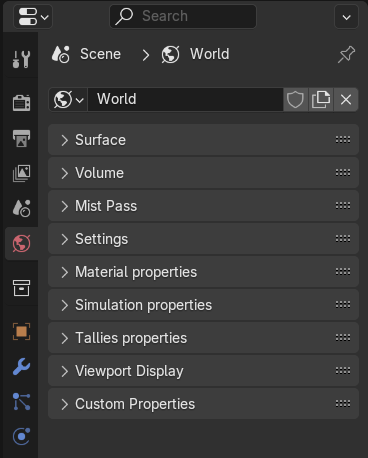 Search
Scene > World
World
Surface
Volume
Mist Pass
Settings
Material properties
Simulation properties
Tallies properties
Viewport Display
Custom Properties